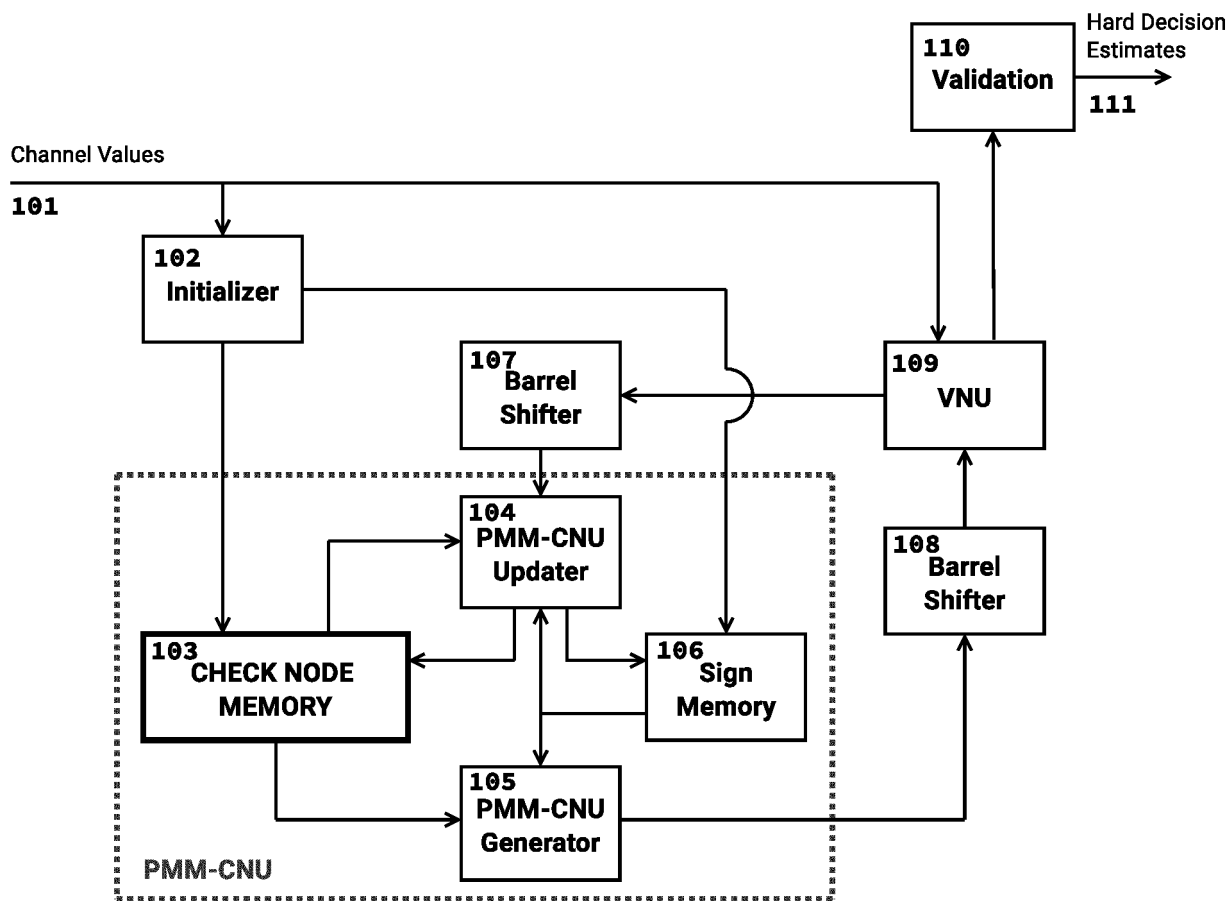 Hard Decision
Estimates
110
Validation
111
Channel Values
101
102
Initializer
107
Barrel
Shifter
109
VNU
104
PMM-CNU
Updater
108
Barrel
Shifter
103
CHECK NODE
MEMORY
106
Sign
Memory
105
PMM-CNU
Generator
PMM-CNU